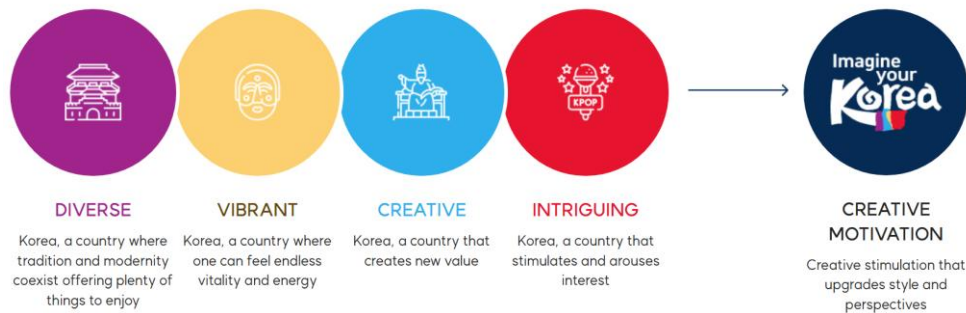 KPOP
Imagine
your
Korea
DIVERSE
Korea, a country where
tradition and modernity
coexist offering plenty of
things to enjoy
VIBRANT
Korea, a country where
one can feel endless
vitality and energy
CREATIVE
Korea, a country that
creates new value
INTRIGUING
Korea, a country that
stimulates and arouses
interest
CREATIVE
MOTIVATION
Creative stimulation that
upgrades style and
perspectives